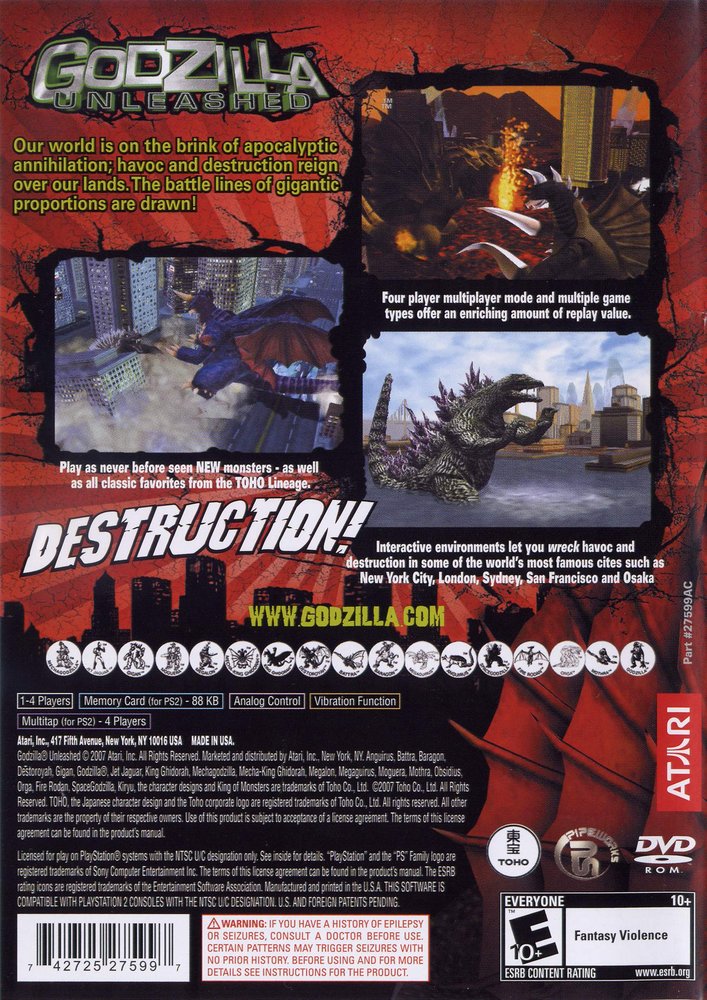 GODZILLA®
UNLEASHED
Our world is on the brink of apocalyptic
annihilation; havoc and destruction reign
over our lands. The battle lines of gigantic
proportions are drawn!
TM
TM
Four player multiplayer mode and multiple game
types offer an enriching amount of replay value.
Play as never before seen NEW monsters - as well
as all classic favorites from the TOHO Lineage.
DESTRUCTION!
Interactive environments let you wreck havoc and
destruction in some of the world's most famous cites such as
New York City, London, Sydney, San Francisco and Osaka
WWW.GODZILLA.COM
Part #27599AC
1-4 Players
Memory Card (for PS2) - 88 KB
Analog Control
Vibration Function
Multitap (for PS2) - 4 Players
Atari, Inc., 417 Fifth Avenue, New York, NY 10016 USA MADE IN USA.
Godzilla® Unleashed © 2007 Atari, Inc. All Rights Reserved. Marketed and distributed by Atari, Inc., New York, NY. Anguirus, Battra, Baragon,
Destoroyah, Gigan, Godzilla®, Jet Jaguar, King Ghidorah, Mechagodzilla, Mecha-King Ghidorah, Megalon, Megaguirus, Moguera, Mothra, Obsidius,
Orga, Fire Rodan, SpaceGodzilla, Kiryu, the character designs and King of Monsters are trademarks of Toho Co., Ltd. ©2007 Toho Co., Ltd. All Rights
Reserved. TOHO, the Japanese character design and the Toho corporate logo are registered trademarks of Toho Co., Ltd. All rights reserved. All other
trademarks are the property of their respective owners. Use of this product is subject to acceptance of a license agreement. The terms of this license
agreement can be found in the product's manual.
Licensed for play on PlayStation® systems with the NTSC U/C designation only. See inside for details. "PlayStation" and the "PS" Family logo are
registered trademarks of Sony Computer Entertainment Inc. The terms of this license agreement can be found in the product's manual. The ESRB
rating icons are registered trademarks of the Entertainment Software Association. Manufactured and printed in the U.S.A. THIS SOFTWARE IS
COMPATIBLE WITH PLAYSTATION 2 CONSOLES WITH THE NTSC U/C DESIGNATION. U.S. AND FOREIGN PATENTS PENDING.
ATARI
東宝
TOHO
PIPEWORKS
DVD
ROM
7 42725 27599 7
WARNING: IF YOU HAVE A HISTORY OF EPILEPSY
OR SEIZURES, CONSULT A DOCTOR BEFORE USE.
CERTAIN PATTERNS MAY TRIGGER SEIZURES WITH
NO PRIOR HISTORY. BEFORE USING AND FOR MORE
DETAILS SEE INSTRUCTIONS FOR THE PRODUCT.
EVERYONE 10+
E
10+
Fantasy Violence
ESRB CONTENT RATING www.esrb.org